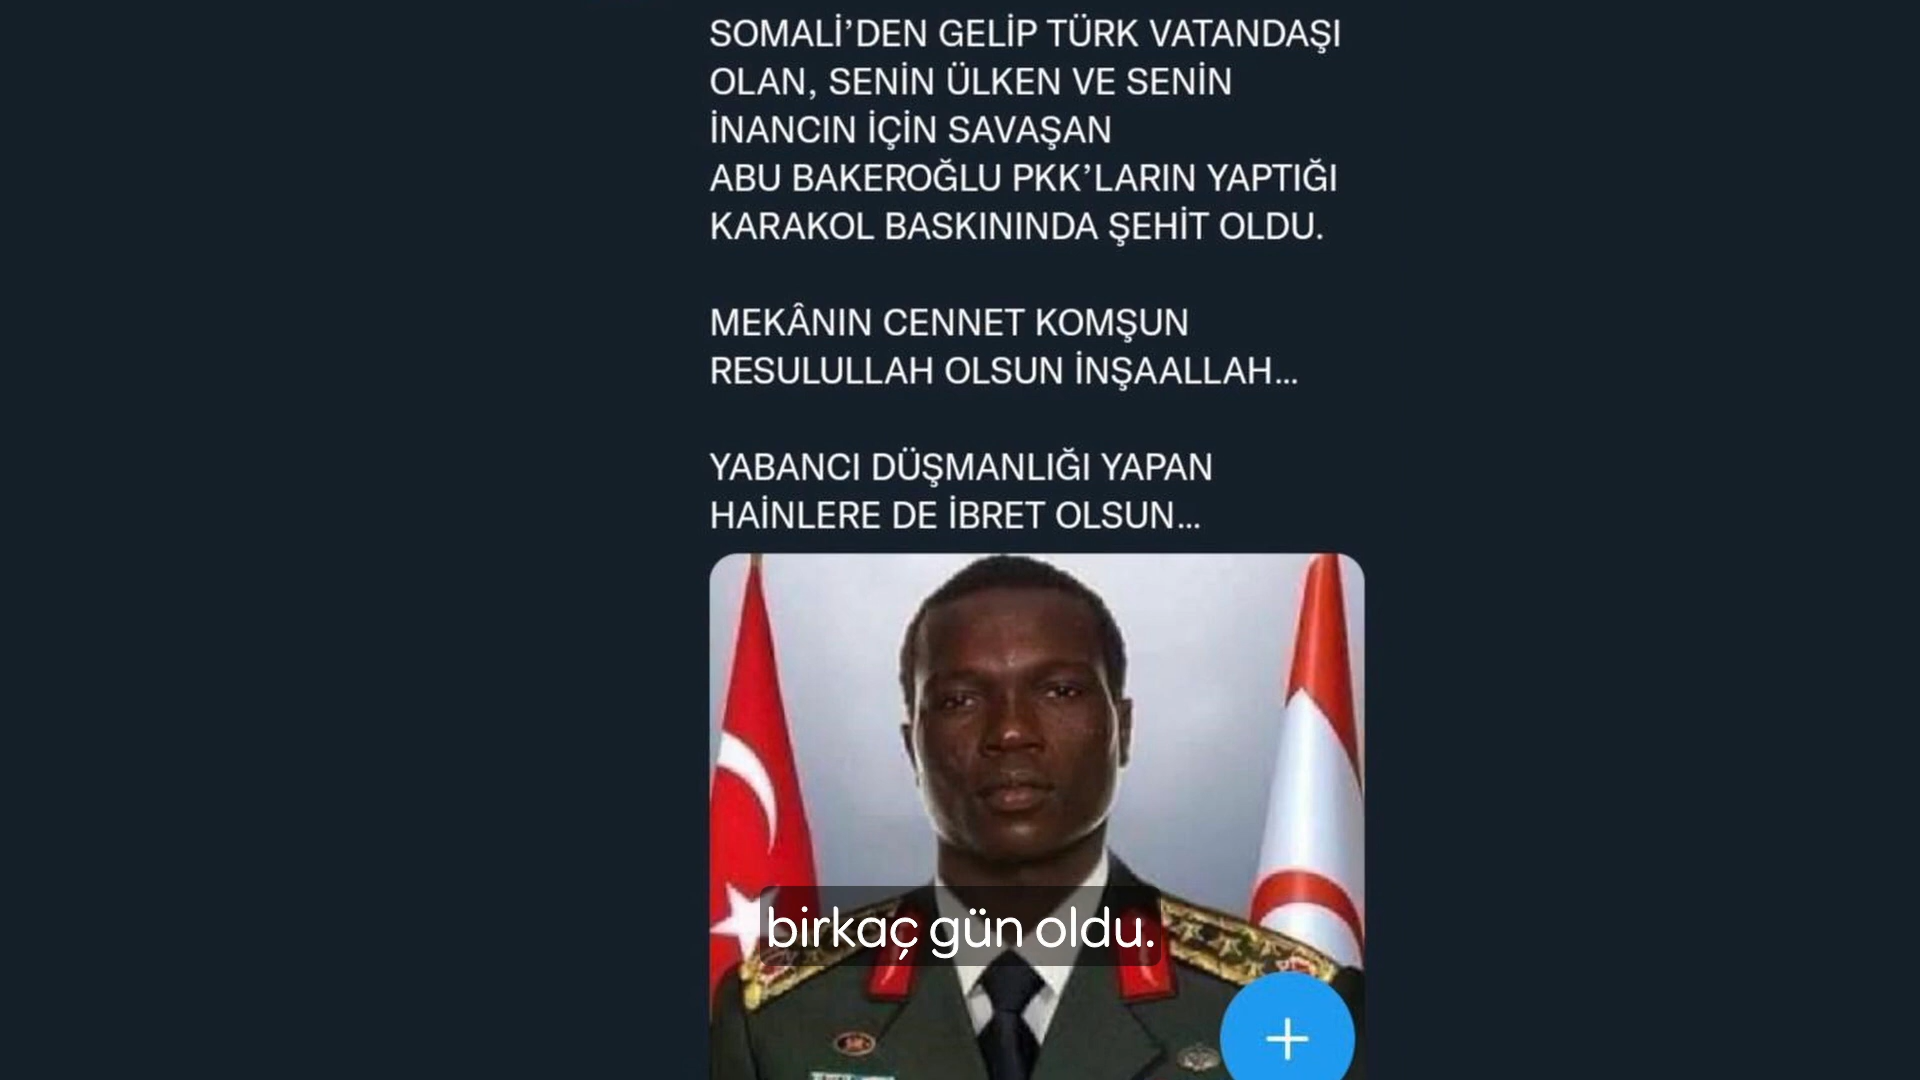 SOMALİ’DEN GELİP TÜRK VATANDAŞI
OLAN, SENİN ÜLKEN VE SENİN
İNANCIN İÇİN SAVAŞAN
ABU BAKEROĞLU PKK’LARIN YAPTIĞI
KARAKOL BASKININDA ŞEHİT OLDU.
MEKÂNIN CENNET KOMŞUN
RESULULLAH OLSUN İNŞAALLAH...
YABANCI DÜŞMANLIĞI YAPAN
HAİNLERE DE İBRET OLSUN...
birkaç gün oldu.